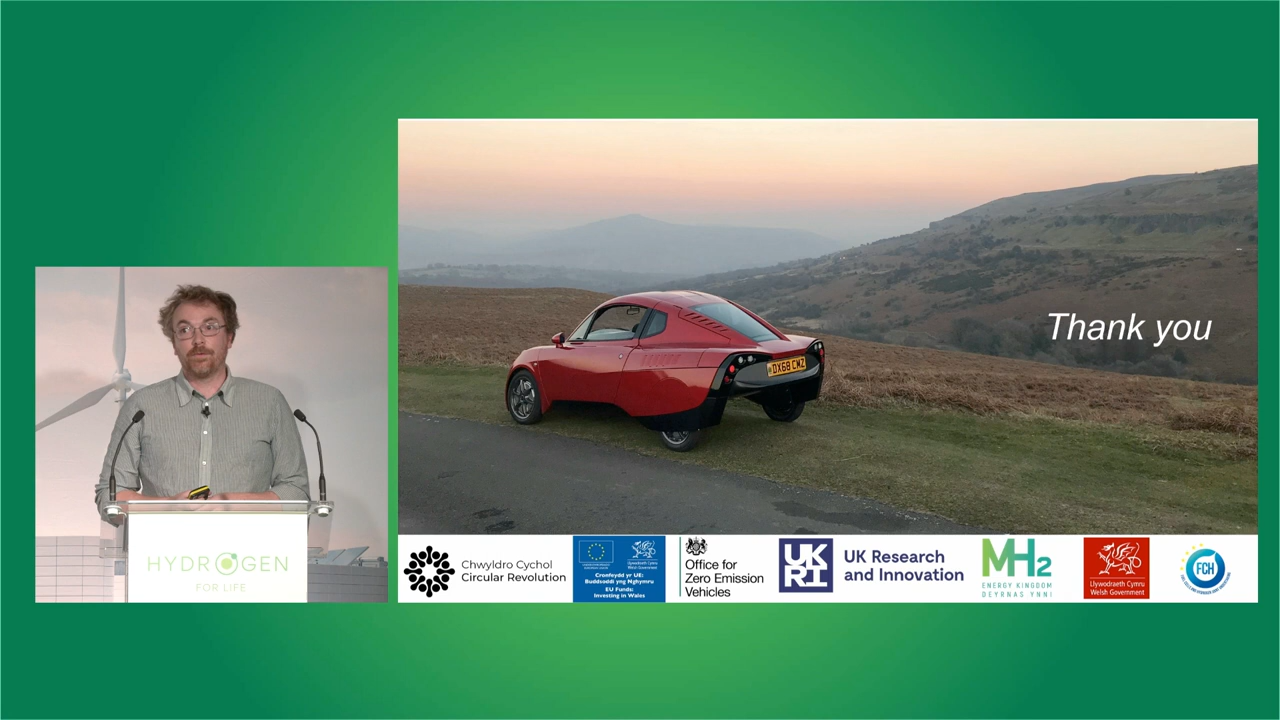 Thank you
DX68 CMZ
HYDROGEN
FOR LIFE
Chwyldro Cychol
Circular Revolution
Cronfeydd yr UE:
Buddsoddi yng Nghymru
EU Funds:
Investing in Wales
Office for
Zero Emission
Vehicles
UK
RI
UK Research
and Innovation
MH2
ENERGY KINGDOM
DEYRNAS YNNI
Llywodraeth Cymru
Welsh Government
FCH